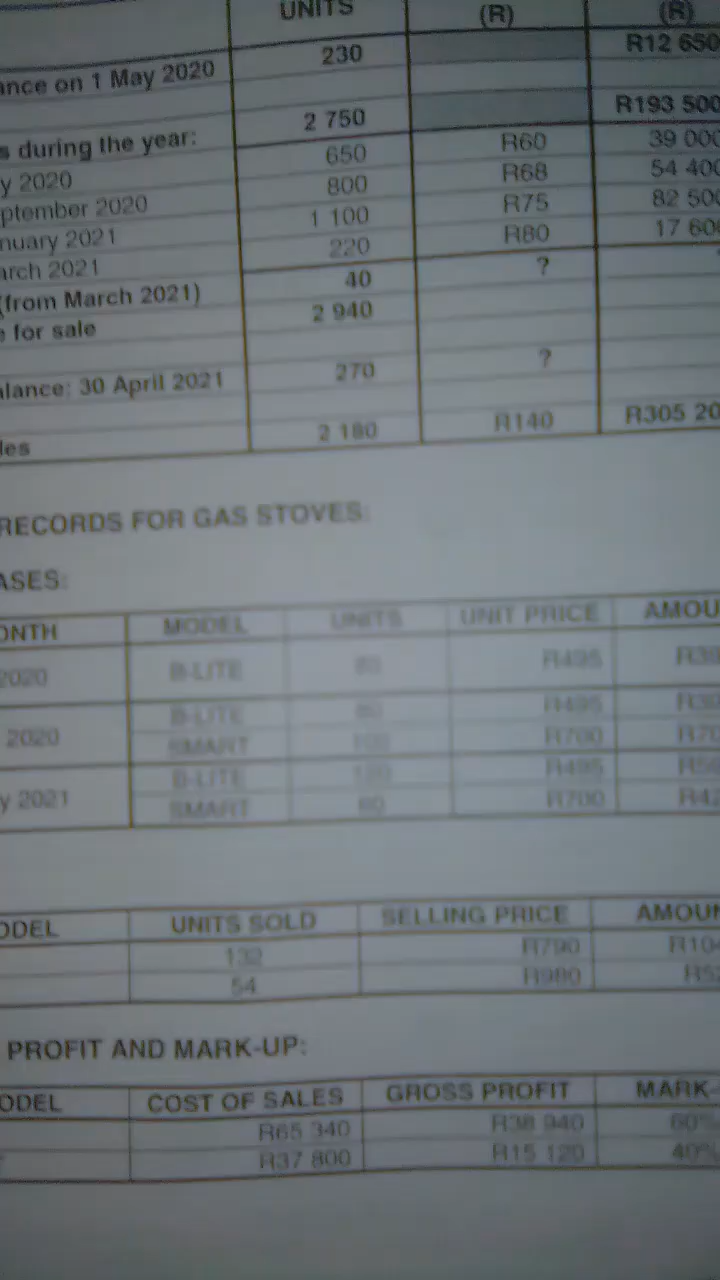 UNITS (R) (R)
ance on 1 May 2020 230 R12 650
s during the year: 2 750 R193 500
y 2020 650 R60 39 000
ptember 2020 800 R68 54 400
nuary 2021 1 100 R75 82 500
arch 2021 220 R80 17 600
(from March 2021) 40 ?
e for sale 2 940
alance: 30 April 2021 270 ?
les 2 180 R140 R305 20
RECORDS FOR GAS STOVES:
ASES:
ONTH MODEL UNITS UNIT PRICE AMOU
2020 B-LITE R495
B-LITE R495
2020 SMART R700
B-LITE R495
y 2021 SMART R700
ODEL UNITS SOLD SELLING PRICE AMOUN
132 R790 R104
54 R980
PROFIT AND MARK-UP:
ODEL COST OF SALES GROSS PROFIT MARK-
R65 340 R38 940 60%
R37 800 R15 120 40%